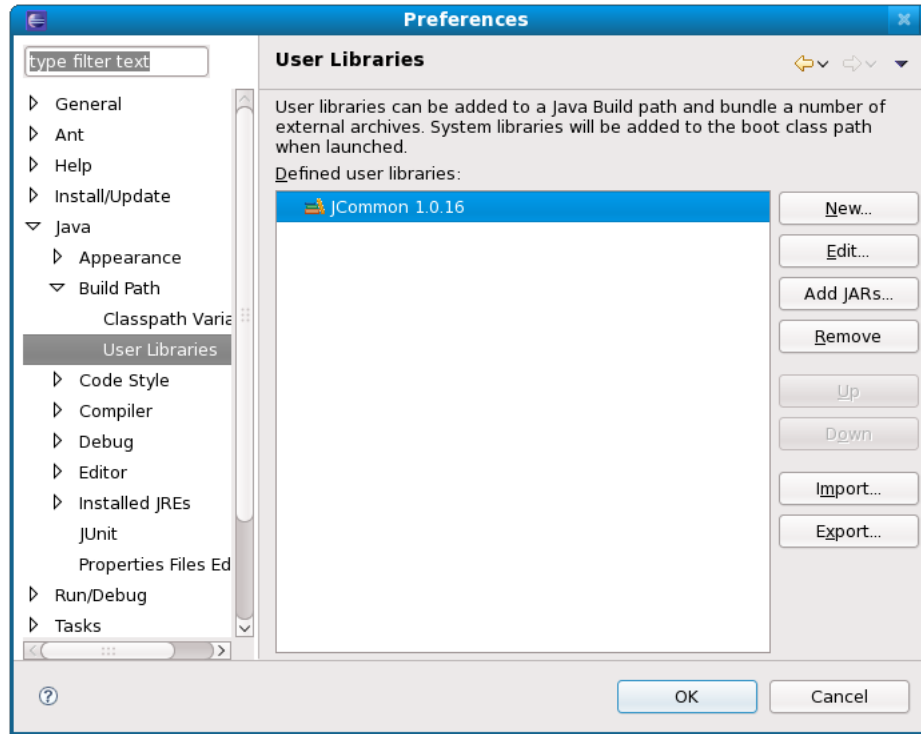 Preferences
type filter text
General
Ant
Help
Install/Update
Java
Appearance
Build Path
Classpath Varia
User Libraries
Code Style
Compiler
Debug
Editor
Installed JREs
JUnit
Properties Files Ed
Run/Debug
Tasks
User Libraries
User libraries can be added to a Java Build path and bundle a number of
external archives. System libraries will be added to the boot class path
when launched.
Defined user libraries:
JCommon 1.0.16
New...
Edit...
Add JARs...
Remove
Up
Down
Import...
Export...
OK
Cancel